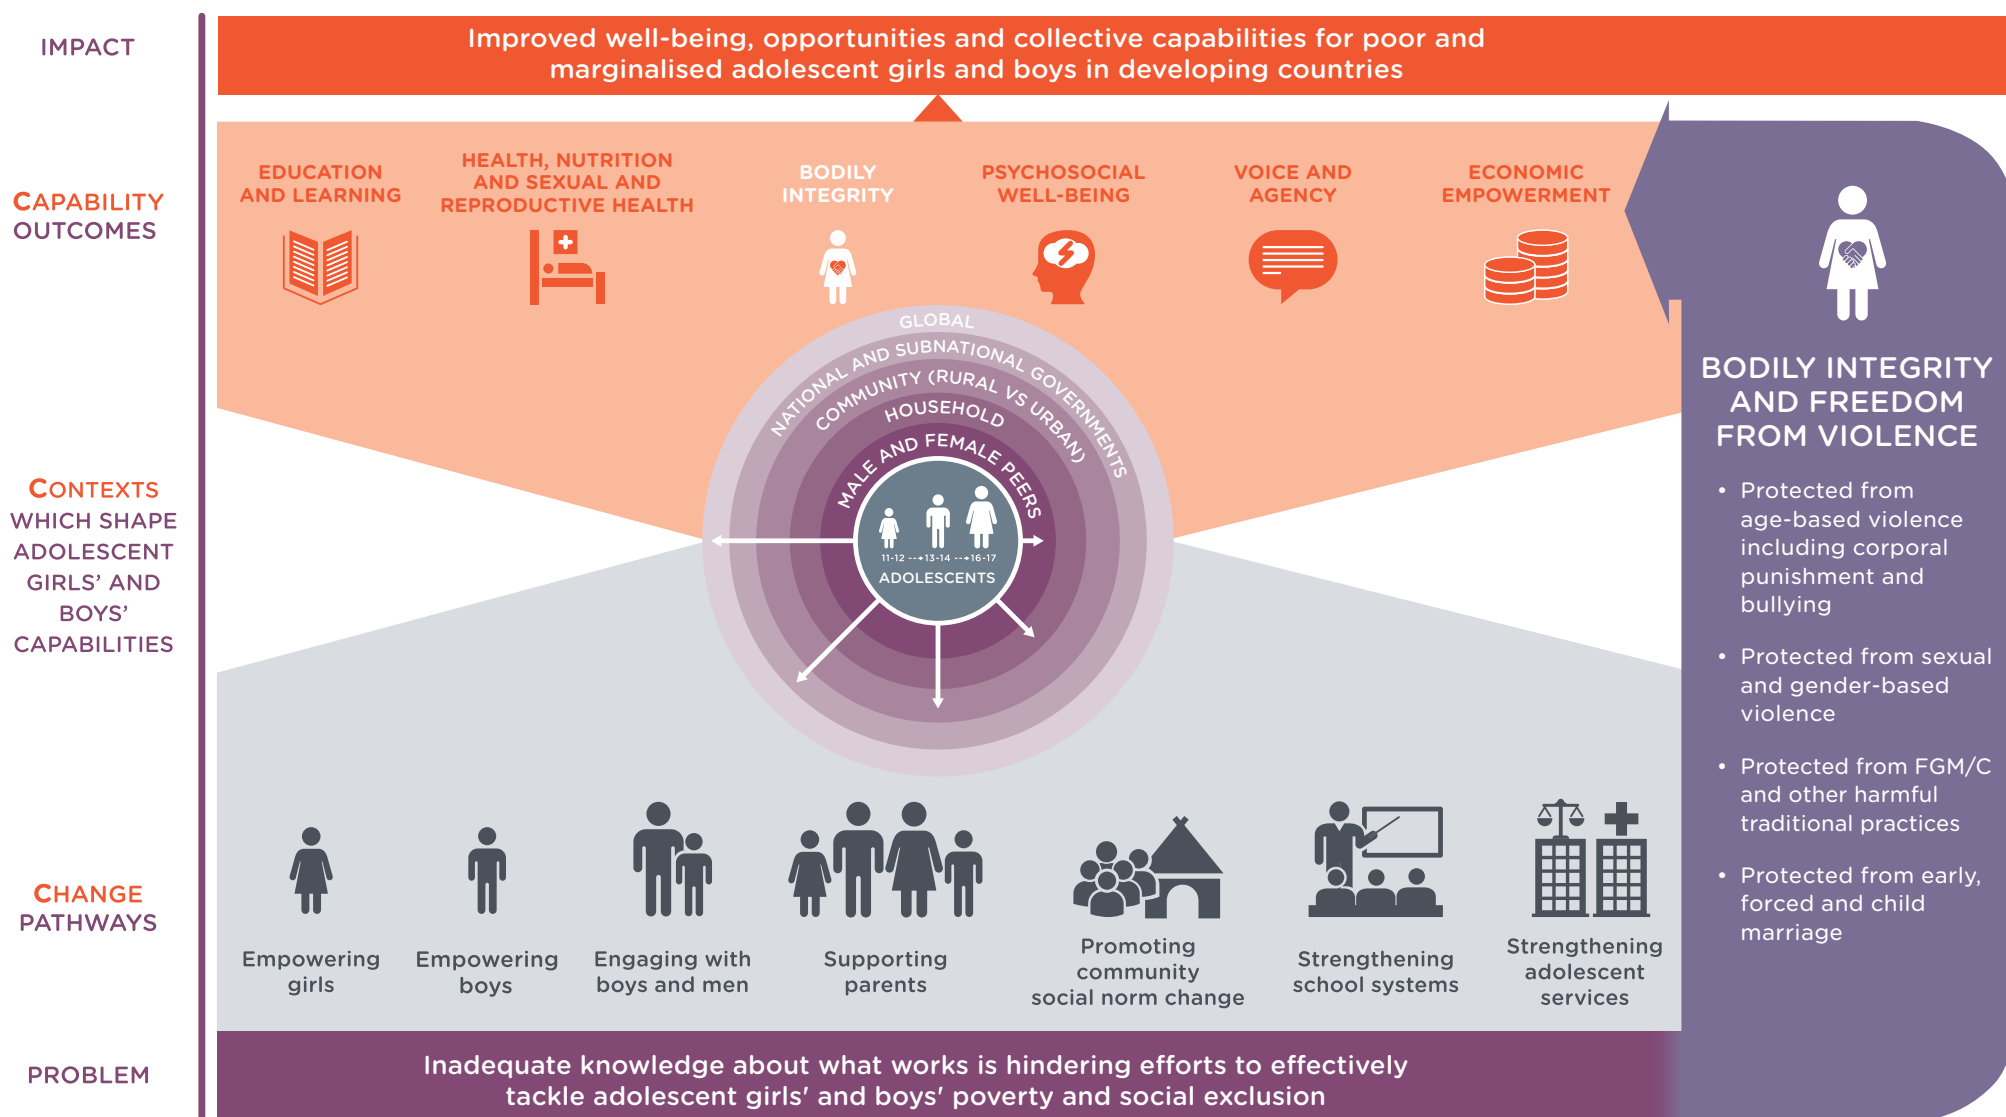 IMPACT
Improved well-being, opportunities and collective capabilities for poor and
marginalised adolescent girls and boys in developing countries
CAPABILITY
OUTCOMES
EDUCATION
AND LEARNING
HEALTH, NUTRITION
AND SEXUAL AND
REPRODUCTIVE HEALTH
BODILY
INTEGRITY
PSYCHOSOCIAL
WELL-BEING
VOICE AND
AGENCY
ECONOMIC
EMPOWERMENT
CONTEXTS
WHICH SHAPE
ADOLESCENT
GIRLS’ AND
BOYS’
CAPABILITIES
GLOBAL
NATIONAL AND SUBNATIONAL GOVERNMENTS
COMMUNITY (RURAL VS URBAN)
HOUSEHOLD
MALE AND FEMALE PEERS
11-12 13-14 16-17
ADOLESCENTS
CHANGE
PATHWAYS
Empowering
girls
Empowering
boys
Engaging with
boys and men
Supporting
parents
Promoting
community
social norm change
Strengthening
school systems
Strengthening
adolescent
services
PROBLEM
Inadequate knowledge about what works is hindering efforts to effectively
tackle adolescent girls' and boys' poverty and social exclusion
BODILY INTEGRITY
AND FREEDOM
FROM VIOLENCE
• Protected from
age-based violence
including corporal
punishment and
bullying
• Protected from sexual
and gender-based
violence
• Protected from FGM/C
and other harmful
traditional practices
• Protected from early,
forced and child
marriage